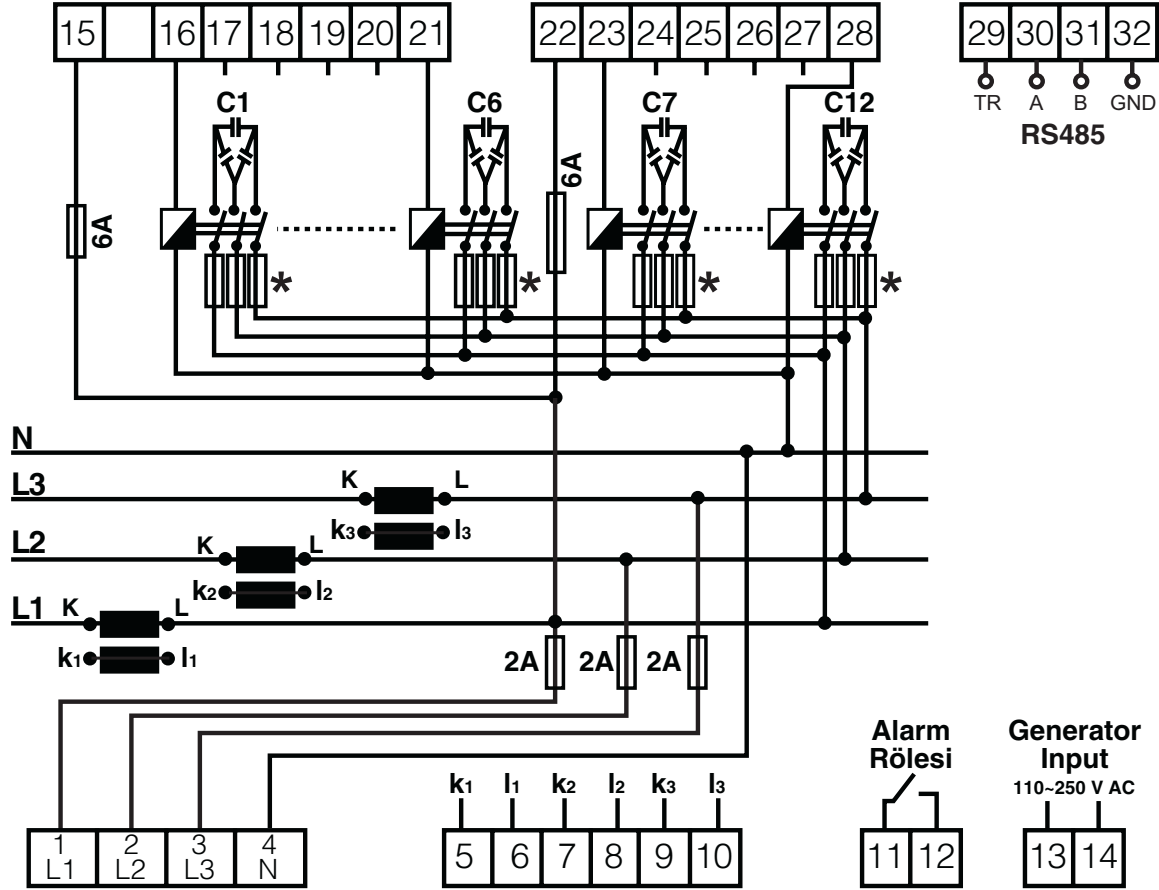 15 16 17 18 19 20 21 22 23 24 25 26 27 28 29 30 31 32
TR A B GND
RS485
C1 C6 C7 C12
6A 6A
* * * *
N
L3 K L
k3 l3
L2 K L
k2 l2
L1 K L
k1 l1
2A 2A 2A
Alarm
Rölesi
Generator
Input
110~250 V AC
k1 l1 k2 l2 k3 l3
1 2 3 4
L1 L2 L3 N
5 6 7 8 9 10 11 12 13 14